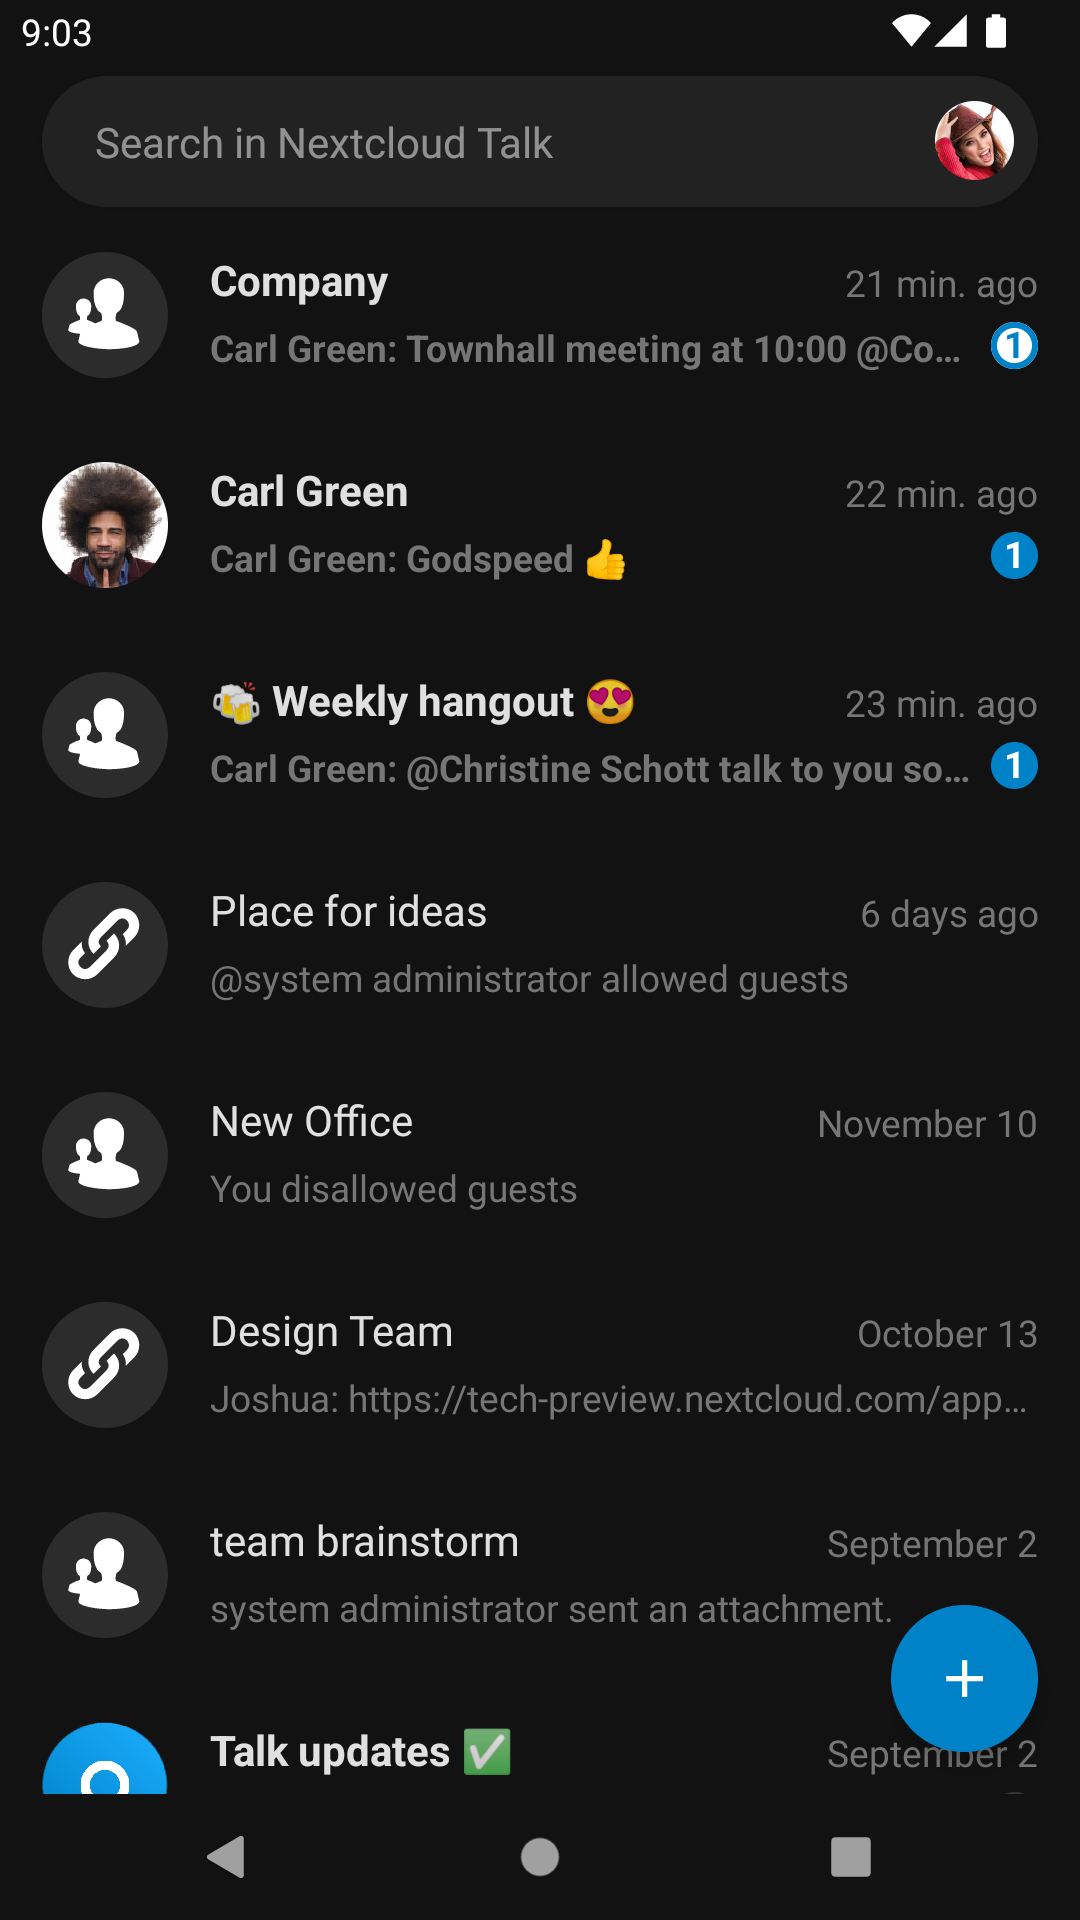 9:03
Search in Nextcloud Talk
Company 21 min. ago
Carl Green: Townhall meeting at 10:00 @Co… 1
Carl Green 22 min. ago
Carl Green: Godspeed 👍 1
🍻 Weekly hangout 😍 23 min. ago
Carl Green: @Christine Schott talk to you so… 1
Place for ideas 6 days ago
@system administrator allowed guests
New Office November 10
You disallowed guests
Design Team October 13
Joshua: https://tech-preview.nextcloud.com/app…
team brainstorm September 2
system administrator sent an attachment.
Talk updates ✅ September 2